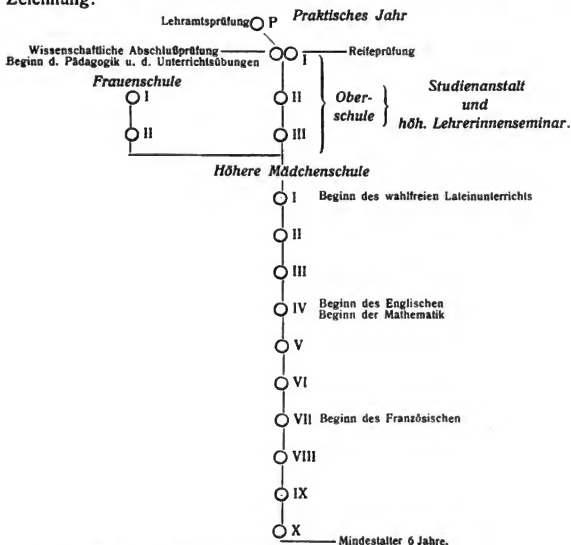 Zeichnung:
Lehramtsprüfung P Praktisches Jahr
Wissenschaftliche Abschlußprüfung I Reifeprüfung
Beginn d. Pädagogik u. d. Unterrichtsübungen
Frauenschule
I
II
II
III
Ober-
schule
Studienanstalt
und
höh. Lehrerinnenseminar.
Höhere Mädchenschule
I Beginn des wahlfreien Lateinunterrichts
II
III
IV Beginn des Englischen
Beginn der Mathematik
V
VI
VII Beginn des Französischen
VIII
IX
X
Mindestalter 6 Jahre.